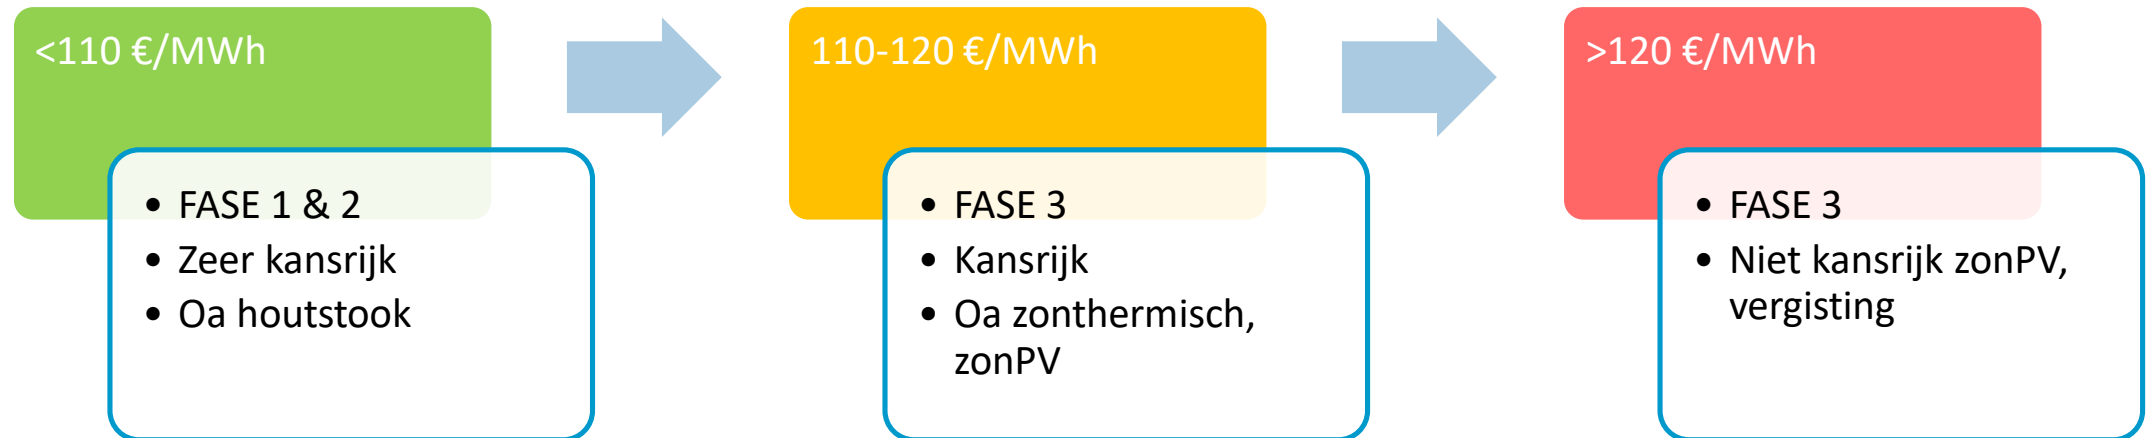 <110 €/MWh
• FASE 1 & 2
• Zeer kansrijk
• Oa houtstook
110-120 €/MWh
• FASE 3
• Kansrijk
• Oa zonthermisch,
zonPV
>120 €/MWh
• FASE 3
• Niet kansrijk zonPV,
vergisting